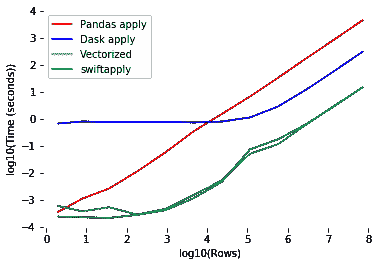 Pandas apply
Dask apply
Vectorized
swiftapply
log10(Time (seconds))
4
3
2
1
0
−1
−2
−3
−4
0 1 2 3 4 5 6 7 8
log10(Rows)